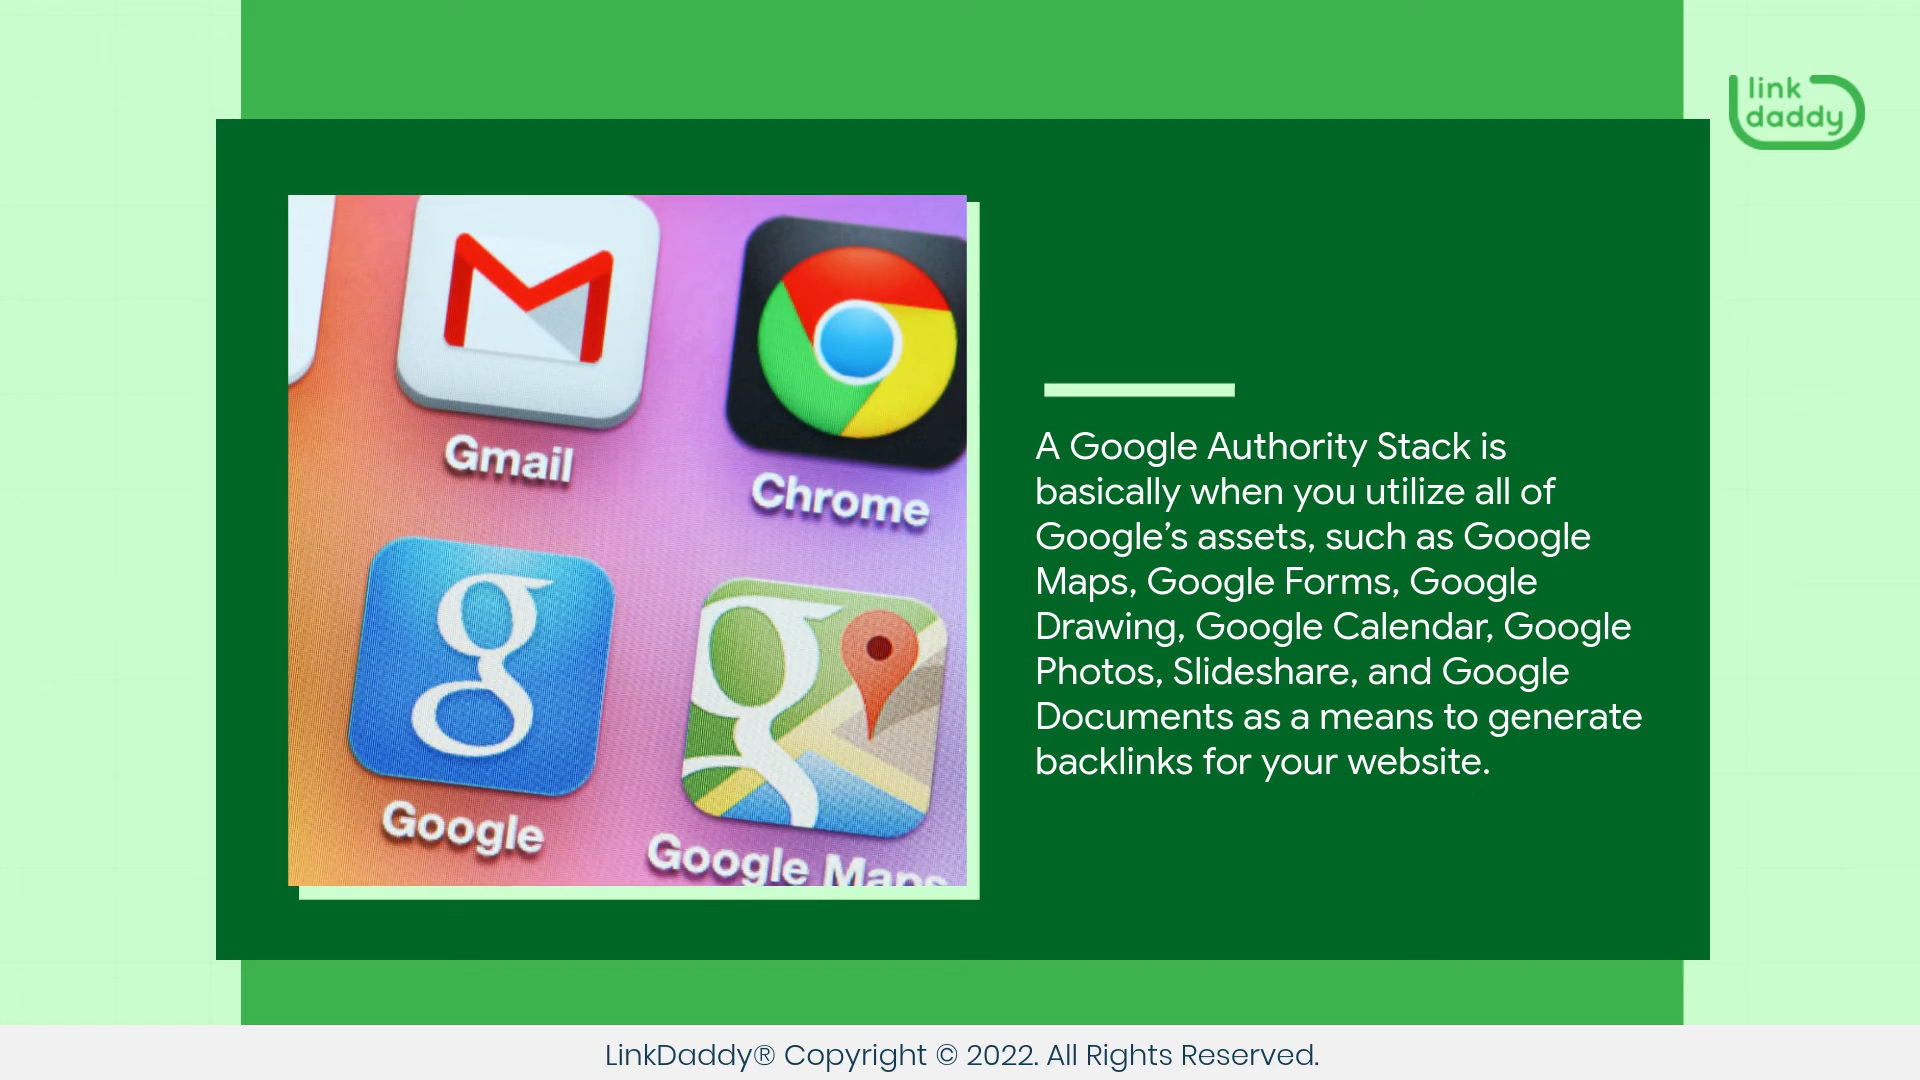 link
daddy
Gmail
Chrome
Google
Google Maps
A Google Authority Stack is
basically when you utilize all of
Google’s assets, such as Google
Maps, Google Forms, Google
Drawing, Google Calendar, Google
Photos, Slideshare, and Google
Documents as a means to generate
backlinks for your website.
LinkDaddy® Copyright © 2022. All Rights Reserved.